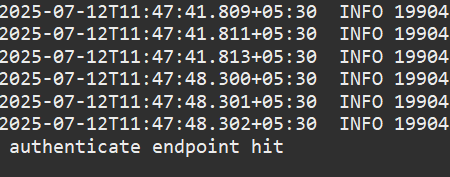 2025-07-12T11:47:41.809+05:30  INFO 19904
2025-07-12T11:47:41.811+05:30  INFO 19904
2025-07-12T11:47:41.813+05:30  INFO 19904
2025-07-12T11:47:48.300+05:30  INFO 19904
2025-07-12T11:47:48.301+05:30  INFO 19904
2025-07-12T11:47:48.302+05:30  INFO 19904
authenticate endpoint hit